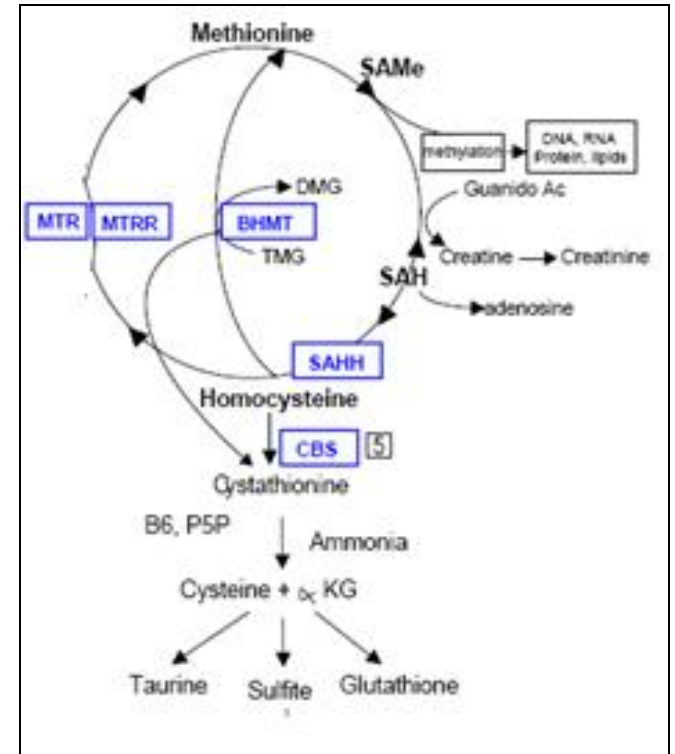 Methionine
SAMe
methylation
DNA, RNA
Protein, lipids
DMG
Guanido Ac
MTR
MTRR
BHMT
TMG
Creatine
Creatinine
SAH
adenosine
SAHH
Homocysteine
CBS
5
Cystathionine
B6, P5P
Ammonia
Cysteine + ∝ KG
Taurine
Sulfite
Glutathione